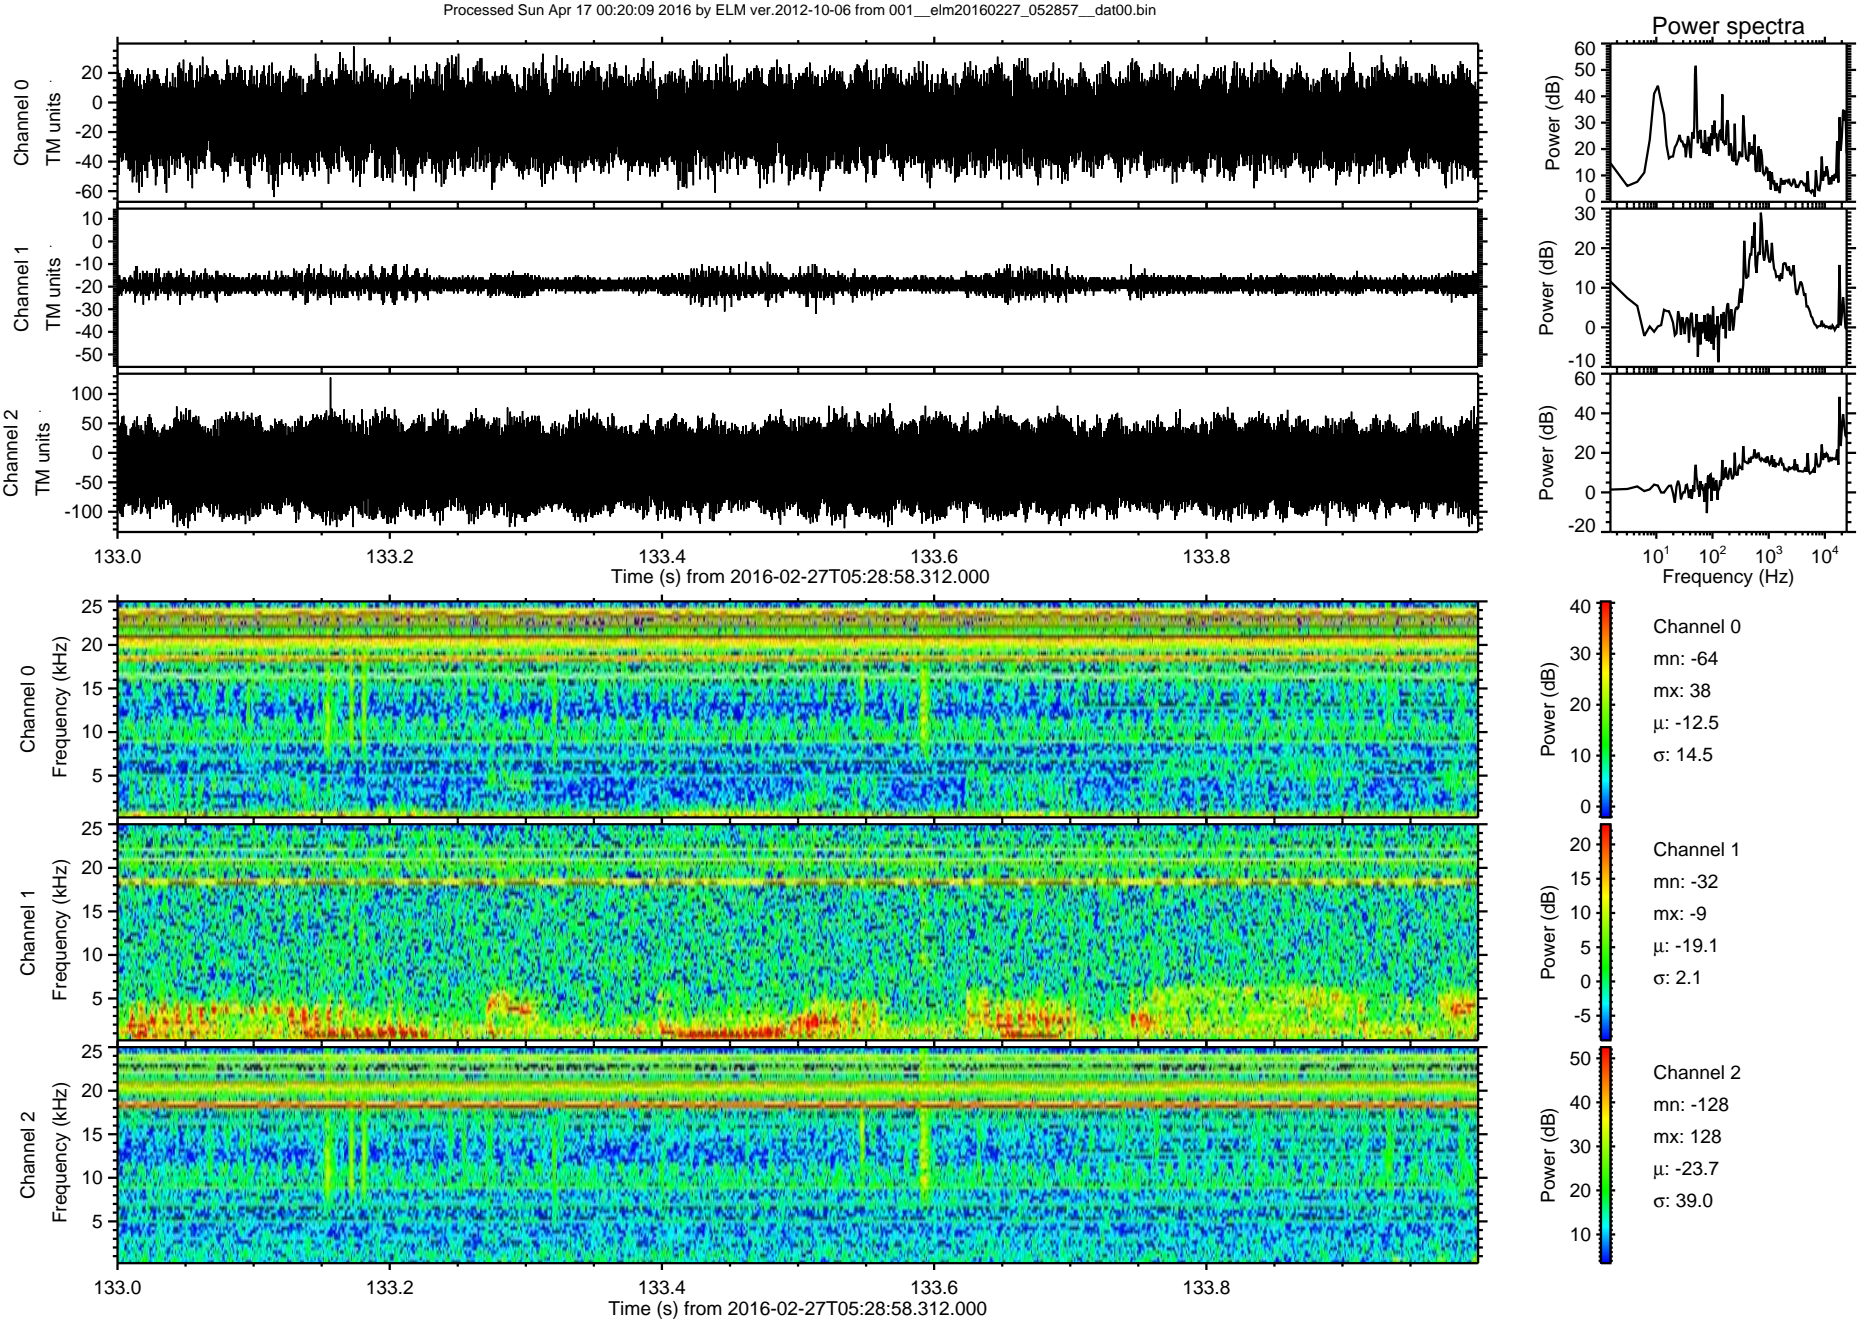 Processed Sun Apr 17 00:20:09 2016 by ELM ver.2012-10-06 from 001__elm20160227_052857__dat00.bin
Power spectra
Channel 0
TM units
20
0
-20
-40
-60
Power (dB)
60
50
40
30
20
10
0
Channel 1
TM units
10
0
-10
-20
-30
-40
-50
Power (dB)
30
20
10
0
-10
Channel 2
TM units
100
50
0
-50
-100
Power (dB)
60
40
20
0
-20
133.0 133.2 133.4 133.6 133.8
Time (s) from 2016-02-27T05:28:58.312.000
10¹ 10² 10³ 10⁴
Frequency (Hz)
Channel 0
Frequency (kHz)
25
20
15
10
5
Power (dB)
40
30
20
10
0
Channel 0
mn: -64
mx: 38
μ: -12.5
σ: 14.5
Channel 1
Frequency (kHz)
25
20
15
10
5
Power (dB)
20
15
10
5
0
-5
Channel 1
mn: -32
mx: -9
μ: -19.1
σ: 2.1
Channel 2
Frequency (kHz)
25
20
15
10
5
Power (dB)
50
40
30
20
10
Channel 2
mn: -128
mx: 128
μ: -23.7
σ: 39.0
133.0 133.2 133.4 133.6 133.8
Time (s) from 2016-02-27T05:28:58.312.000